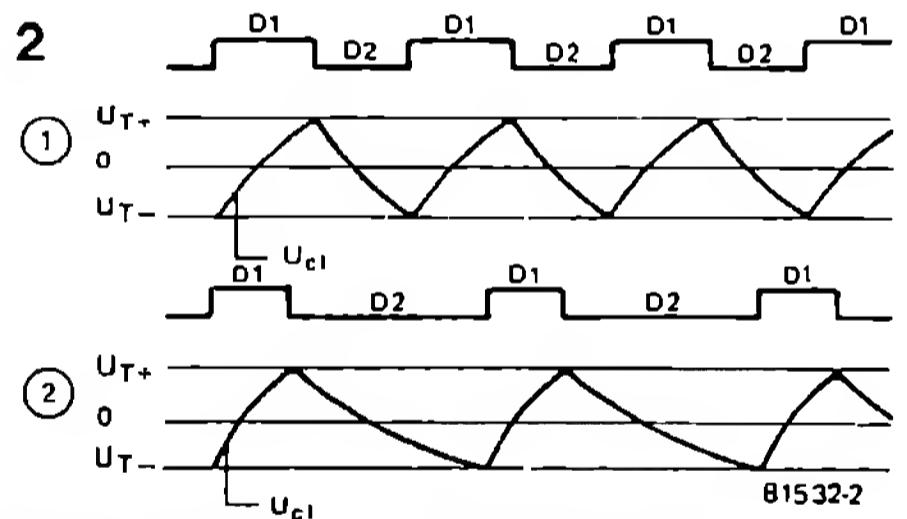 2
D1 D2 D1 D2 D1 D2 D1
1
UT+
0
UT-
Uc1
D1 D2 D1 D2 D1
2
UT+
0
UT-
Uc1
81532-2